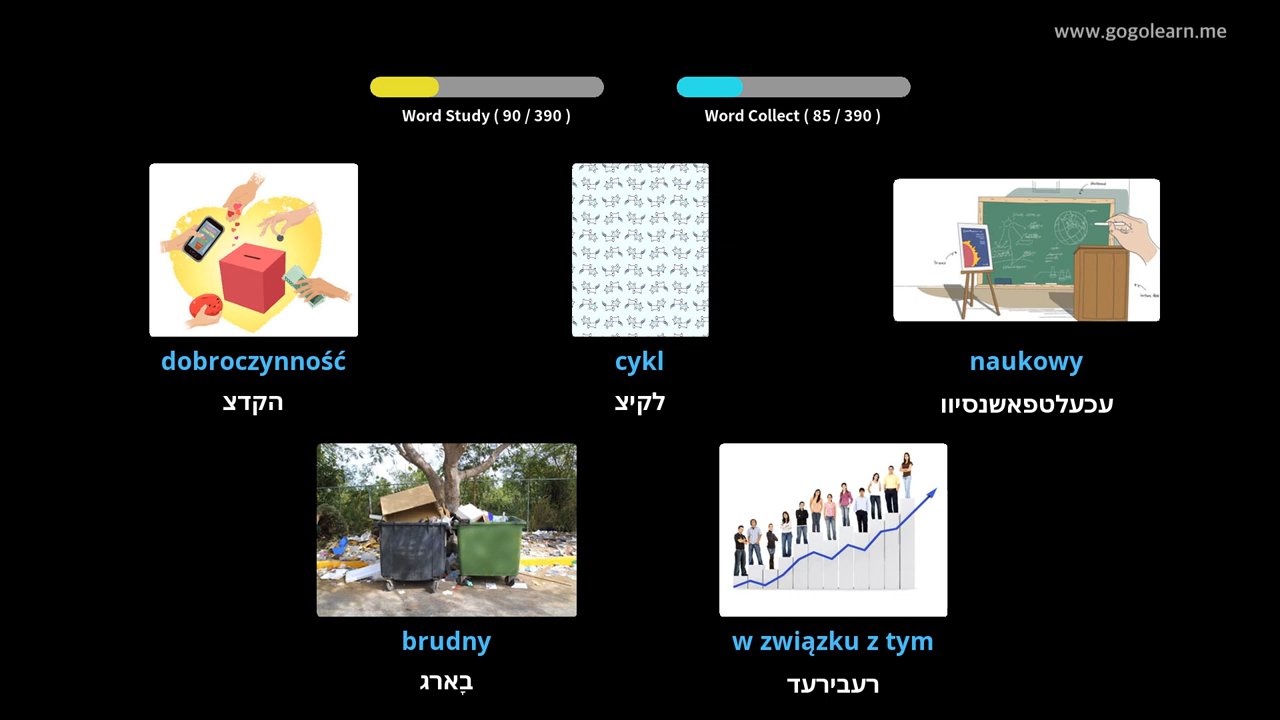 www.gogolearn.me
Word Study ( 90 / 390 )
Word Collect ( 85 / 390 )
dobroczynność
הקדצ
cykl
לקיצ
naukowy
עכעלטפאשנסיוו
brudny
בָארג
w związku z tym
רעבירעד